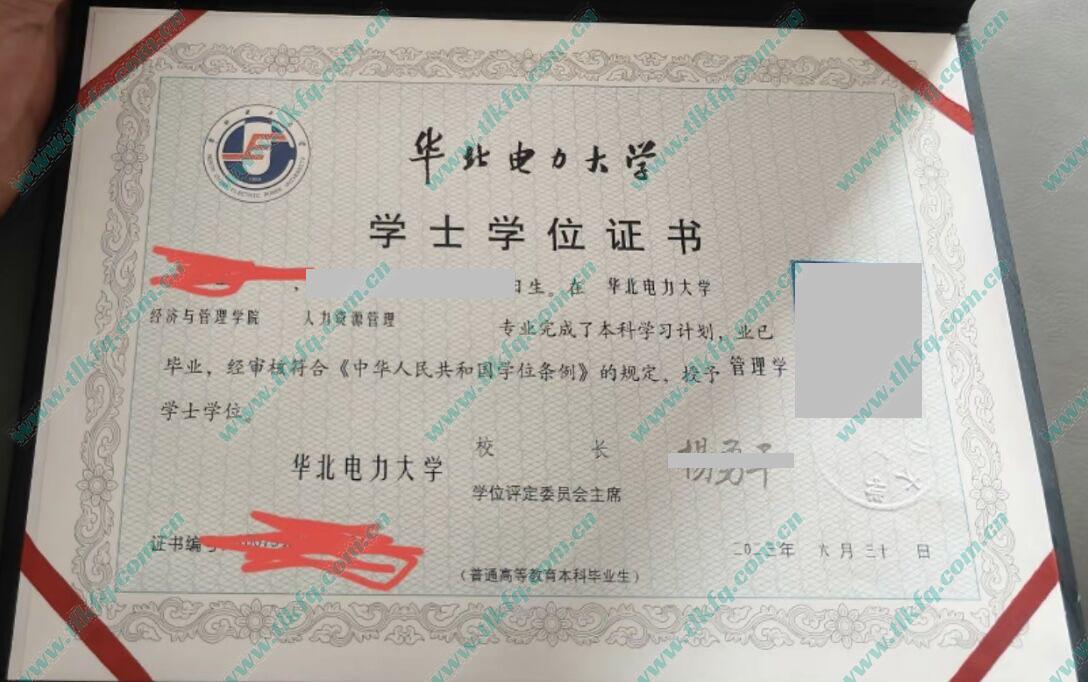 华北电力大学
学士学位证书
，日生。在 华北电力大学
经济与管理学院 人力资源管理 专业完成了本科学习计划，业已
毕业，经审核符合《中华人民共和国学位条例》的规定，授予 管理学
学士学位。
华北电力大学
校长
学位评定委员会主席
证书编号
二〇二二年 六月三十日
（普通高等教育本科毕业生）
www.tlkfq.com.cn